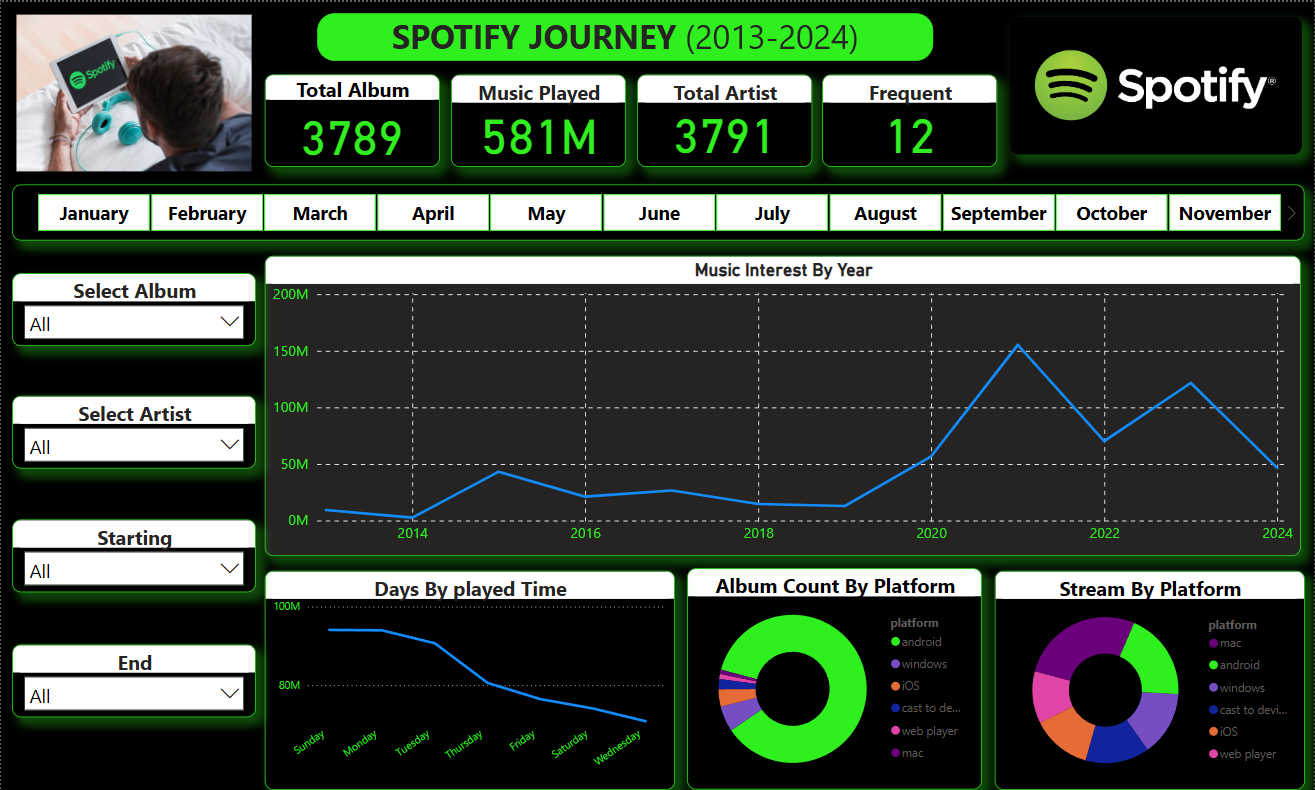 Spotify
SPOTIFY JOURNEY (2013-2024)
Spotify®
Total Album
3789
Music Played
581M
Total Artist
3791
Frequent
12
January February March April May June July August September October November
Select Album
All
Select Artist
All
Starting
All
End
All
Music Interest By Year
200M
150M
100M
50M
0M
2014 2016 2018 2020 2022 2024
Days By played Time
100M
80M
Sunday Monday Tuesday Thursday Friday Saturday Wednesday
Album Count By Platform
platform
android
windows
iOS
cast to de...
web player
mac
Stream By Platform
platform
mac
android
windows
cast to devi...
iOS
web player